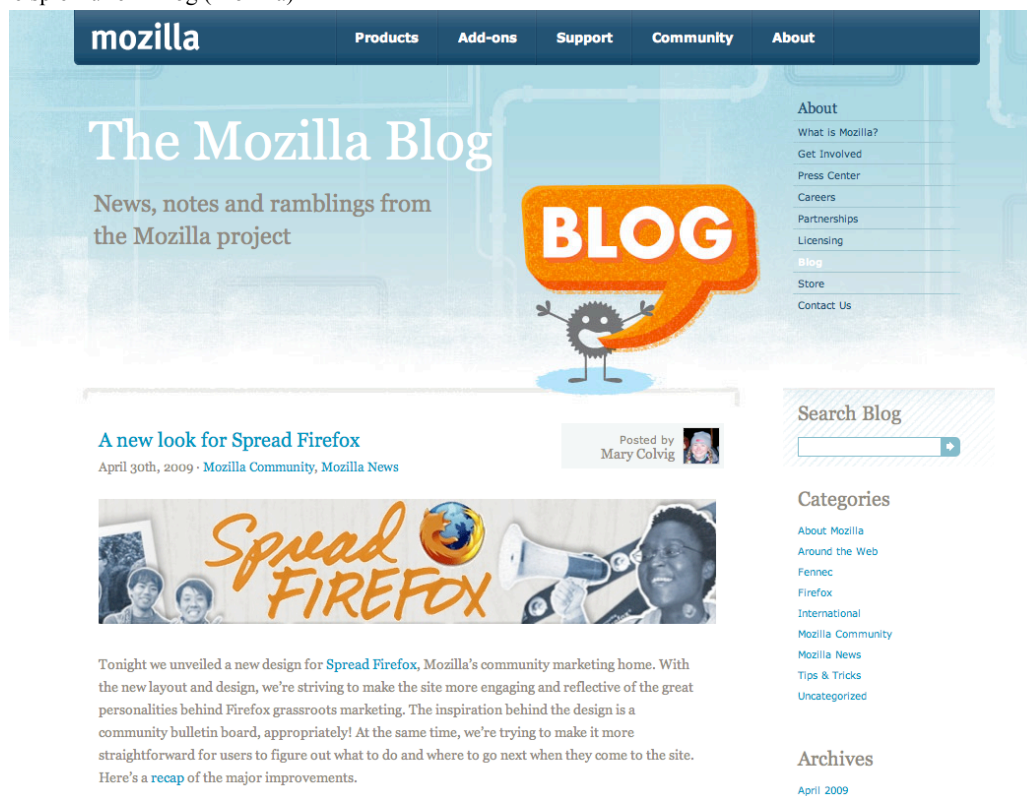 mozilla
Products
Add-ons
Support
Community
About
The Mozilla Blog
News, notes and ramblings from
the Mozilla project
BLOG
About
What is Mozilla?
Get Involved
Press Center
Careers
Partnerships
Licensing
Blog
Store
Contact Us
A new look for Spread Firefox
April 30th, 2009 · Mozilla Community, Mozilla News
Posted by
Mary Colvig
Spread
FIREFOX
Tonight we unveiled a new design for Spread Firefox, Mozilla's community marketing home. With
the new layout and design, we're striving to make the site more engaging and reflective of the great
personalities behind Firefox grassroots marketing. The inspiration behind the design is a
community bulletin board, appropriately! At the same time, we're trying to make it more
straightforward for users to figure out what to do and where to go next when they come to the site.
Here's a recap of the major improvements.
Search Blog
Categories
About Mozilla
Around the Web
Fennec
Firefox
International
Mozilla Community
Mozilla News
Tips & Tricks
Uncategorized
Archives
April 2009